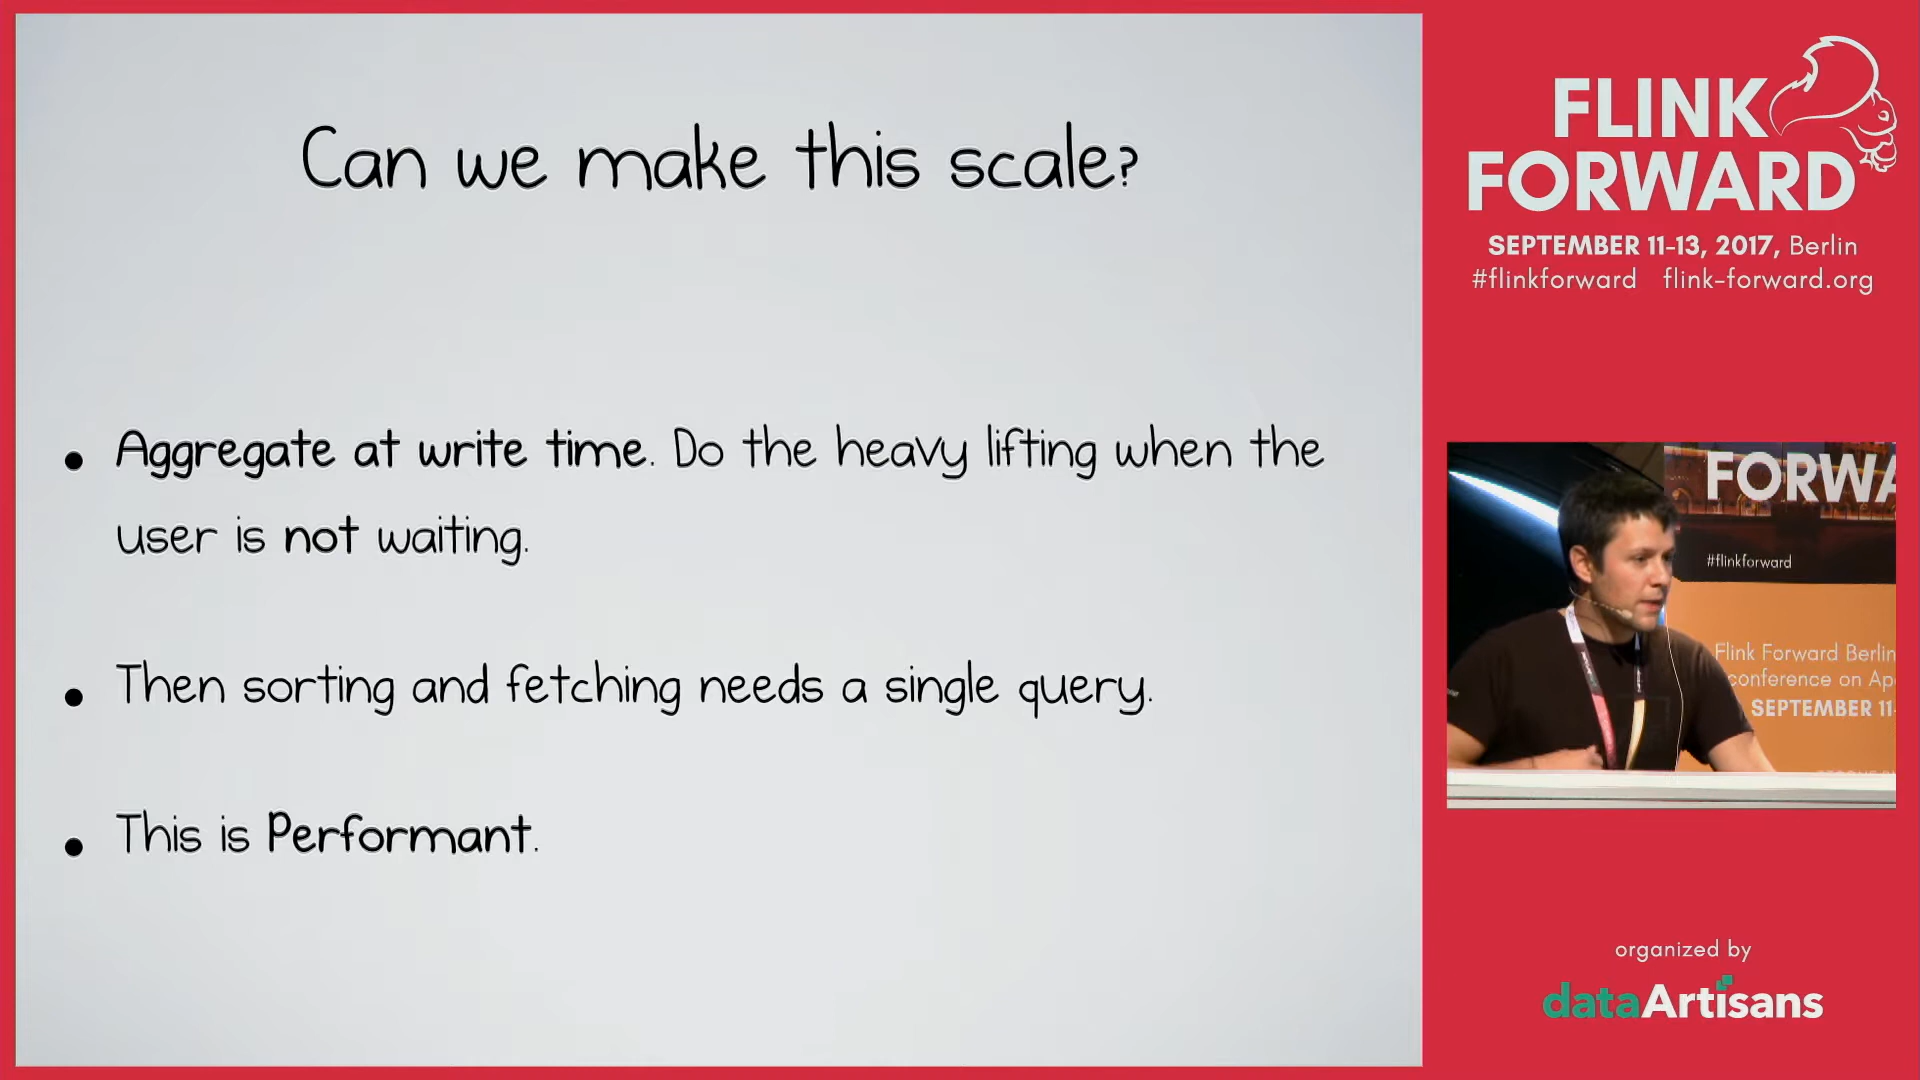 Can we make this scale?
• Aggregate at write time. Do the heavy lifting when the
user is not waiting.
• Then sorting and fetching needs a single query.
• This is Performant.
FLINK
FORWARD
SEPTEMBER 11-13, 2017, Berlin
#flinkforward flink-forward.org
FORWA
#flinkforward
Flink Forward Berlin
conference on Ap
SEPTEMBER 11-
organized by
dataArtisans